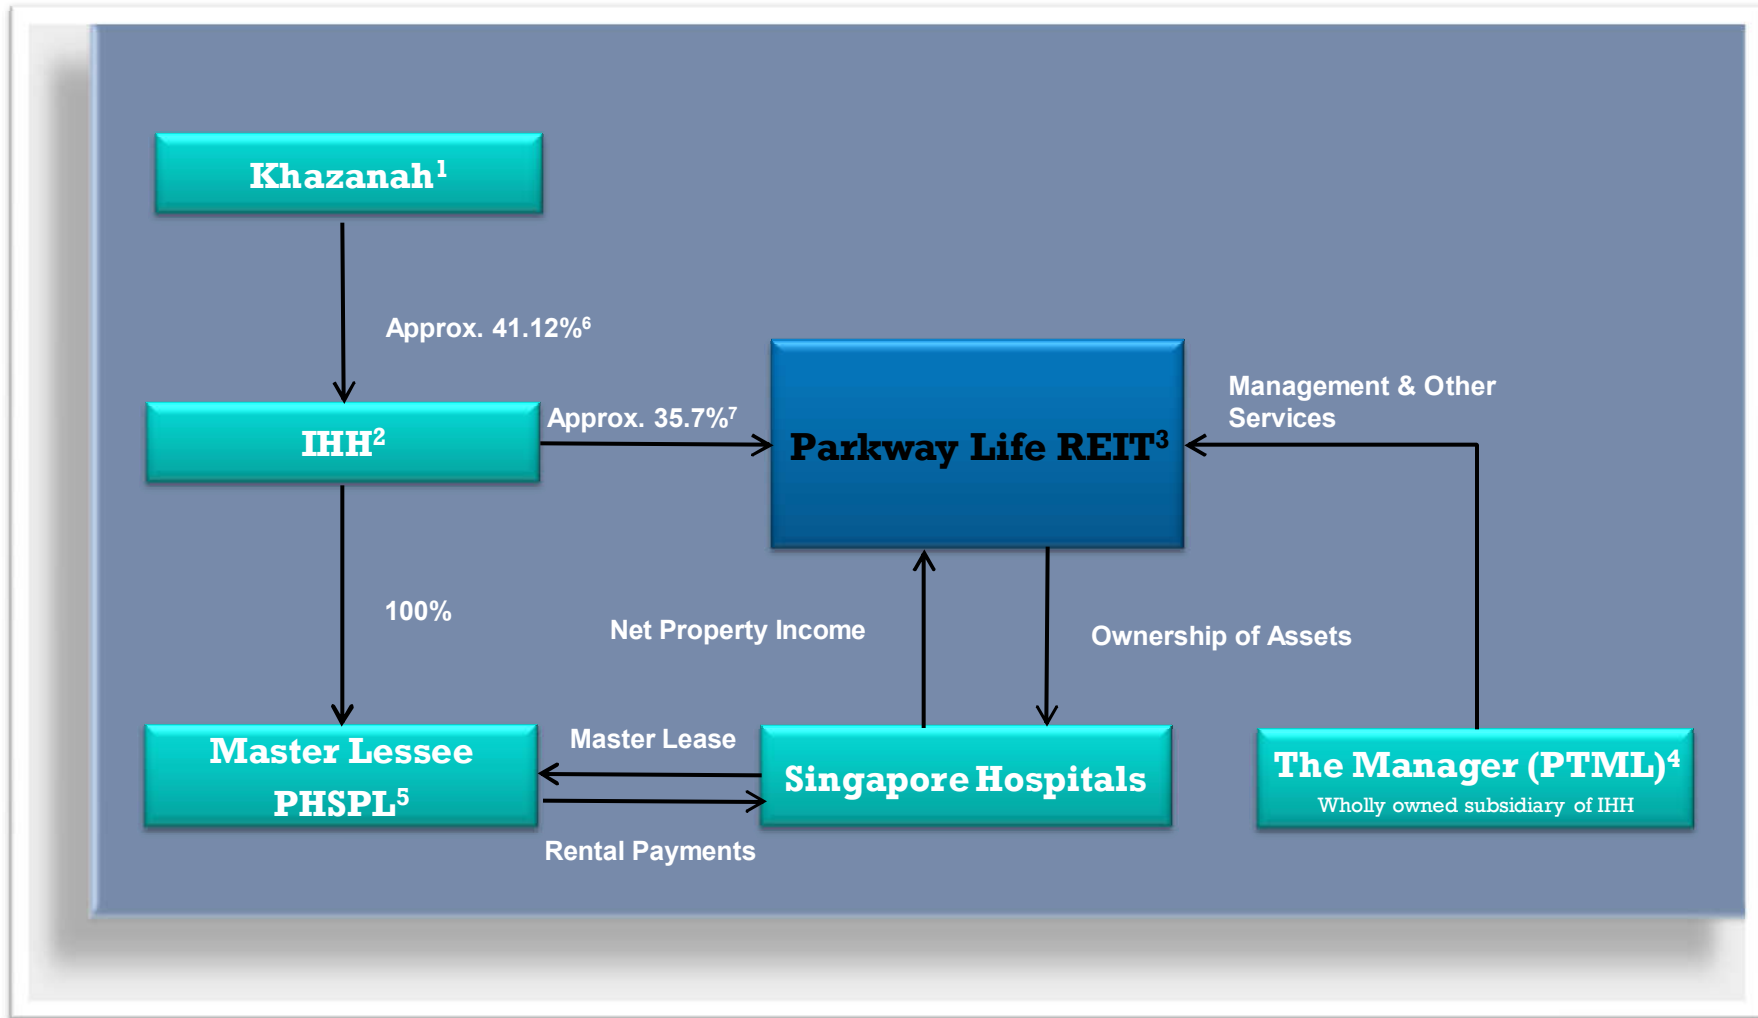 Khazanah¹
Approx. 41.12%⁶
IHH²
Approx. 35.7%⁷
Parkway Life REIT³
Management & Other
Services
100%
Net Property Income
Ownership of Assets
Master Lessee
PHSPL⁵
Master Lease
Rental Payments
Singapore Hospitals
The Manager (PTML)⁴
Wholly owned subsidiary of IHH